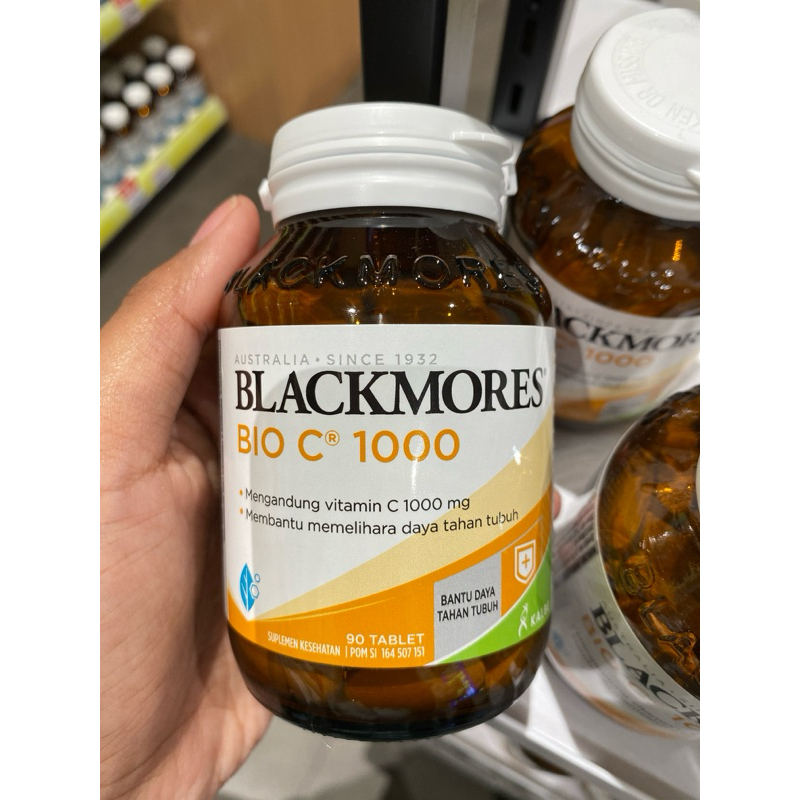 BLACKMORES
AUSTRALIA • SINCE 1932
BLACKMORES®
BIO C® 1000
• Mengandung vitamin C 1000 mg
• Membantu memelihara daya tahan tubuh
BANTU DAYA
TAHAN TUBUH
90 TABLET
SUPLEMEN KESEHATAN | POM SI 164 507 151
1000